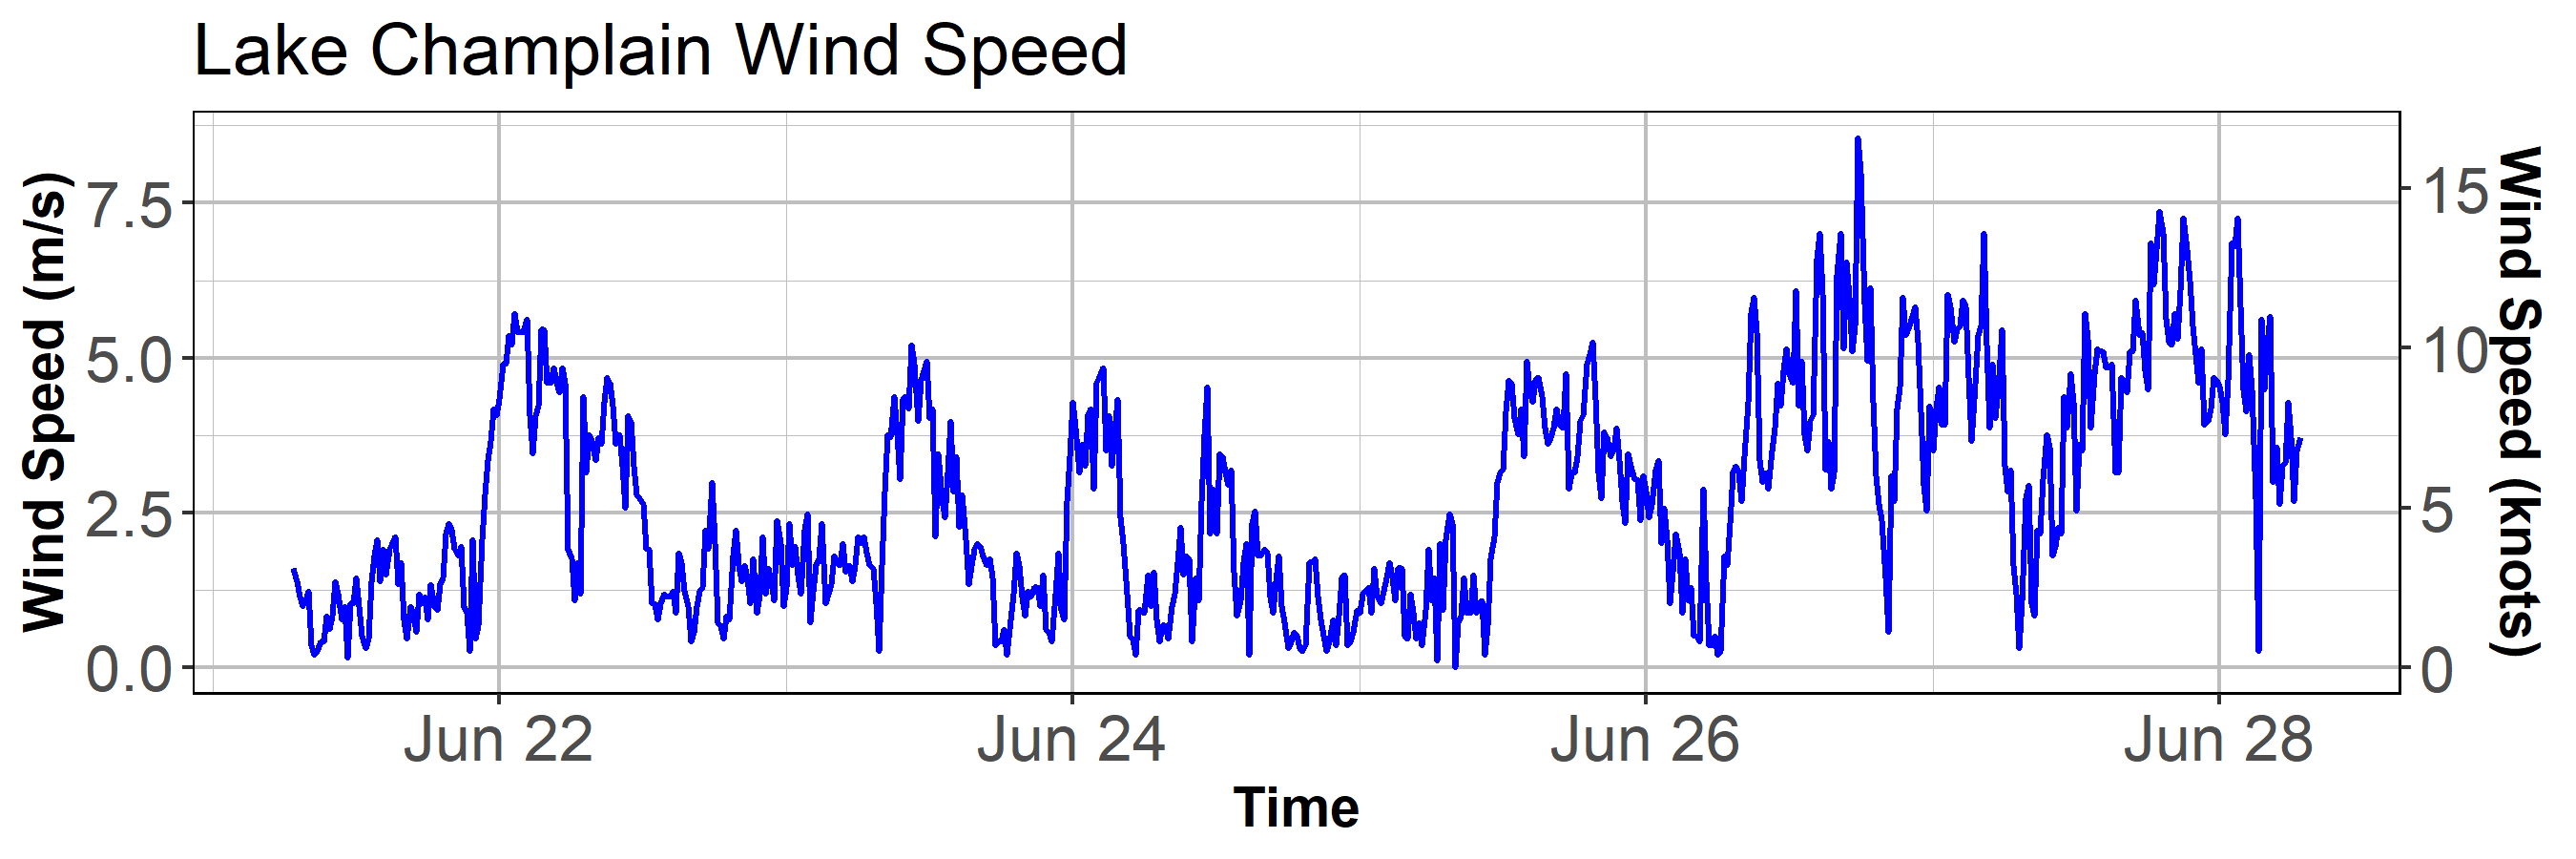 Lake Champlain Wind Speed
Wind Speed (m/s)
7.5
5.0
2.5
0.0
15
10
5
0
Wind Speed (knots)
Jun 22
Jun 24
Jun 26
Jun 28
Time